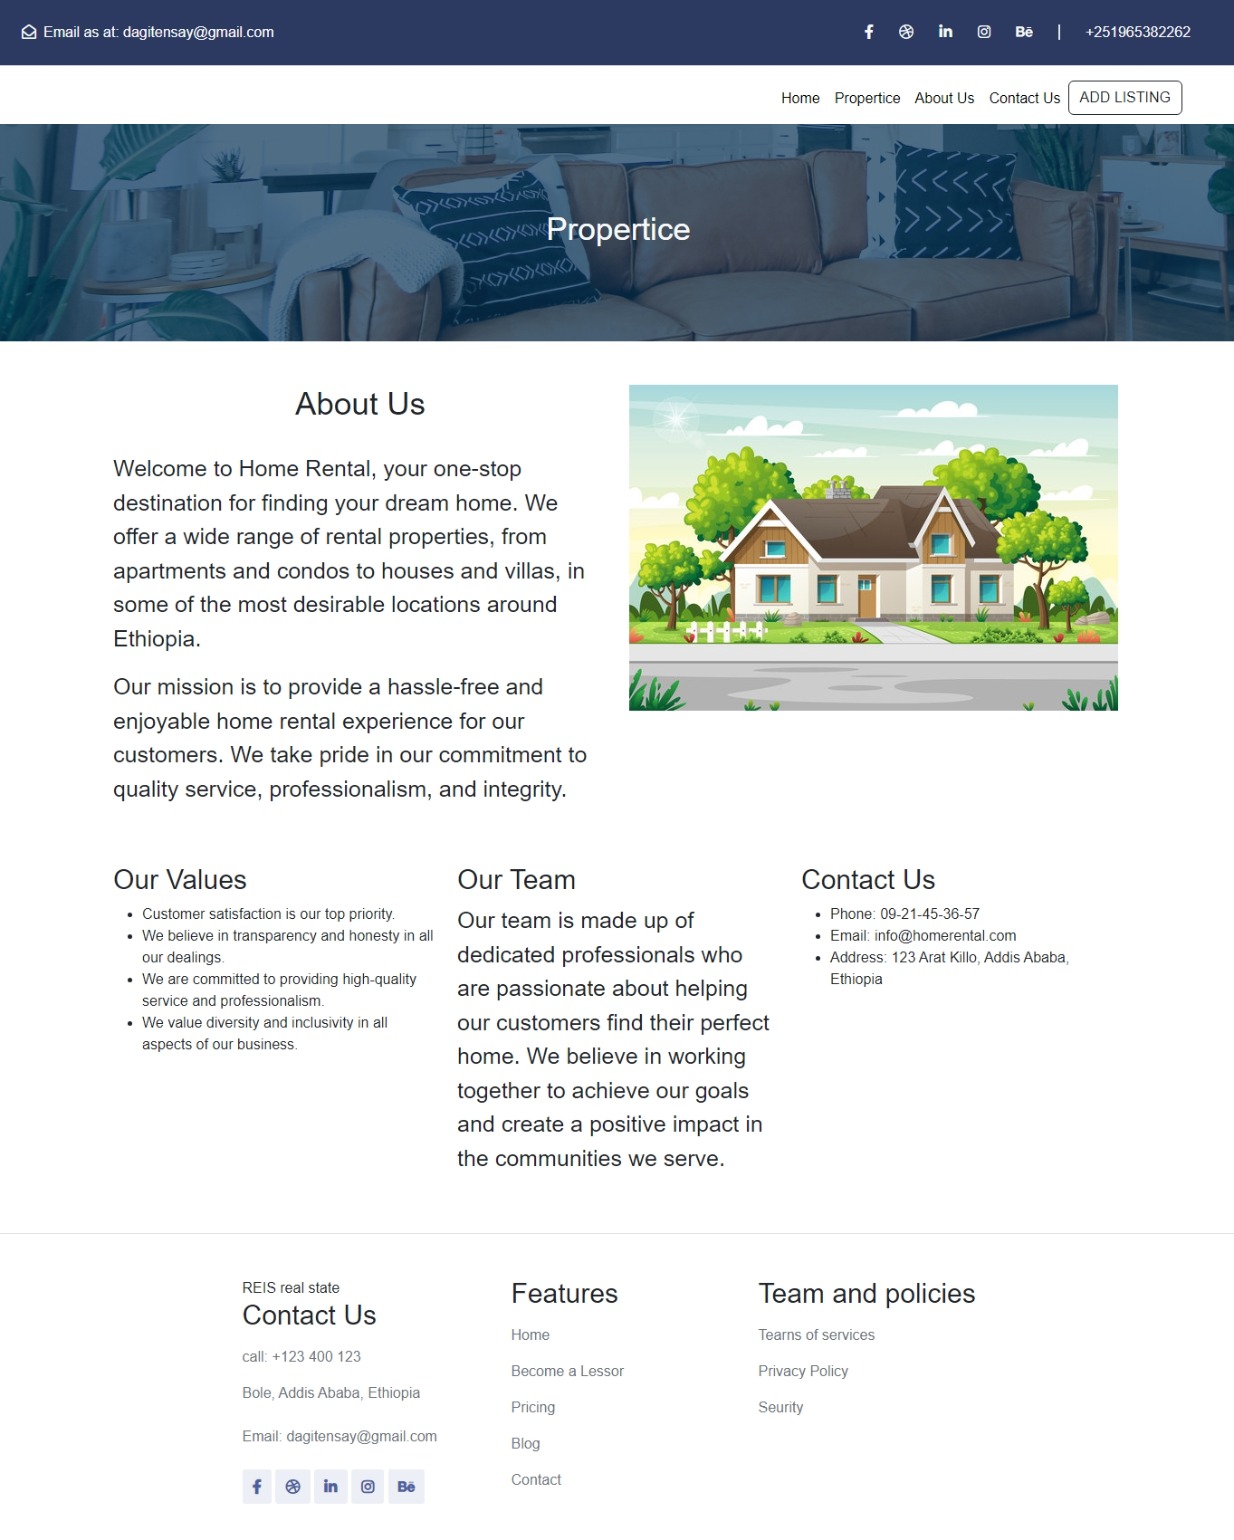 Email as at: dagitensay@gmail.com
Bē | +251965382262
Home Propertice About Us Contact Us ADD LISTING
Propertice
About Us
Welcome to Home Rental, your one-stop
destination for finding your dream home. We
offer a wide range of rental properties, from
apartments and condos to houses and villas, in
some of the most desirable locations around
Ethiopia.
Our mission is to provide a hassle-free and
enjoyable home rental experience for our
customers. We take pride in our commitment to
quality service, professionalism, and integrity.
Our Values
• Customer satisfaction is our top priority.
• We believe in transparency and honesty in all
our dealings.
• We are committed to providing high-quality
service and professionalism.
• We value diversity and inclusivity in all
aspects of our business.
Our Team
Our team is made up of
dedicated professionals who
are passionate about helping
our customers find their perfect
home. We believe in working
together to achieve our goals
and create a positive impact in
the communities we serve.
Contact Us
• Phone: 09-21-45-36-57
• Email: info@homerental.com
• Address: 123 Arat Killo, Addis Ababa,
Ethiopia
REIS real state
Contact Us
call: +123 400 123
Bole, Addis Ababa, Ethiopia
Email: dagitensay@gmail.com
Bē
Features
Home
Become a Lessor
Pricing
Blog
Contact
Team and policies
Tearns of services
Privacy Policy
Seurity